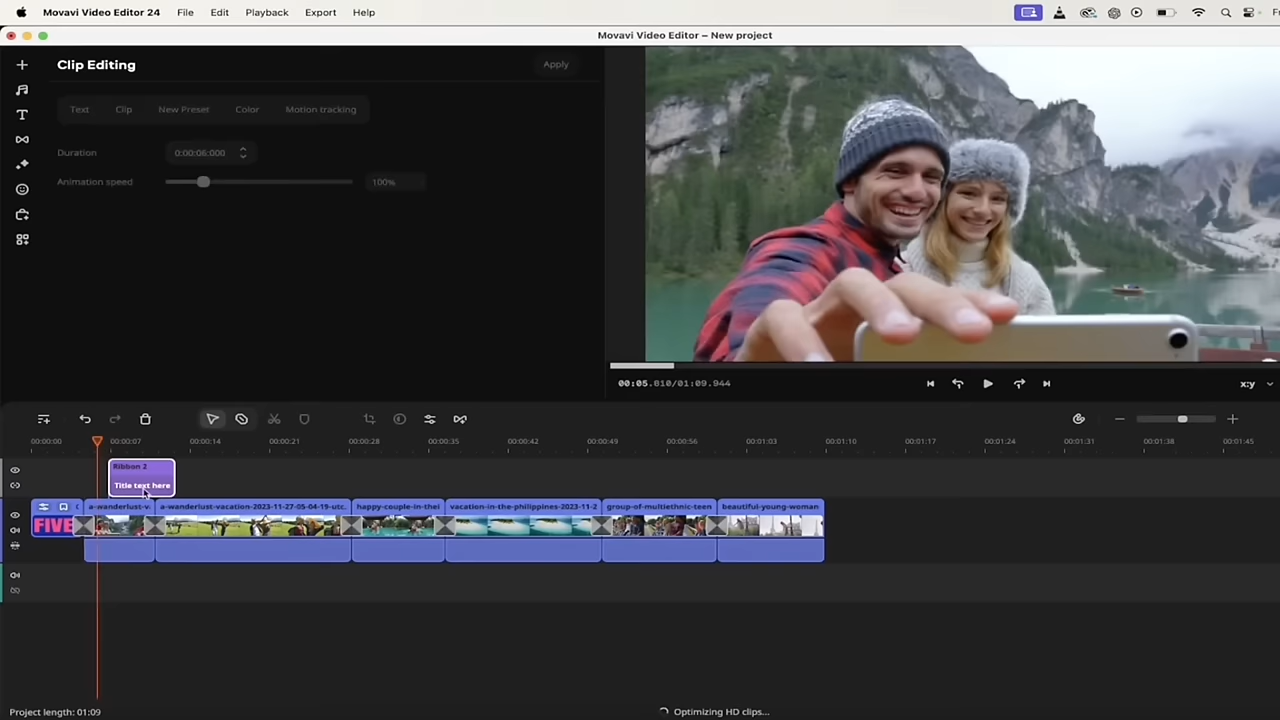 Movavi Video Editor 24 File Edit Playback Export Help
Movavi Video Editor – New project
Clip Editing Apply
Text Clip New Preset Color Motion tracking
Duration 0:00:06:000
Animation speed 100%
00:05.810/01:09.944 x:y
00:00:00 00:00:07 00:00:14 00:00:21 00:00:28 00:00:35 00:00:42 00:00:49 00:00:56 00:01:03 00:01:10 00:01:17 00:01:24 00:01:31 00:01:38 00:01:45
Ribbon 2
Title text here
a-wanderlust-v. a-wanderlust-vacation-2023-11-27-05-04-19-utc. happy-couple-in-thei vacation-in-the-philippines-2023-11-2 group-of-multiethnic-teen beautiful-young-woman
FIVE
Project length: 01:09 Optimizing HD clips...